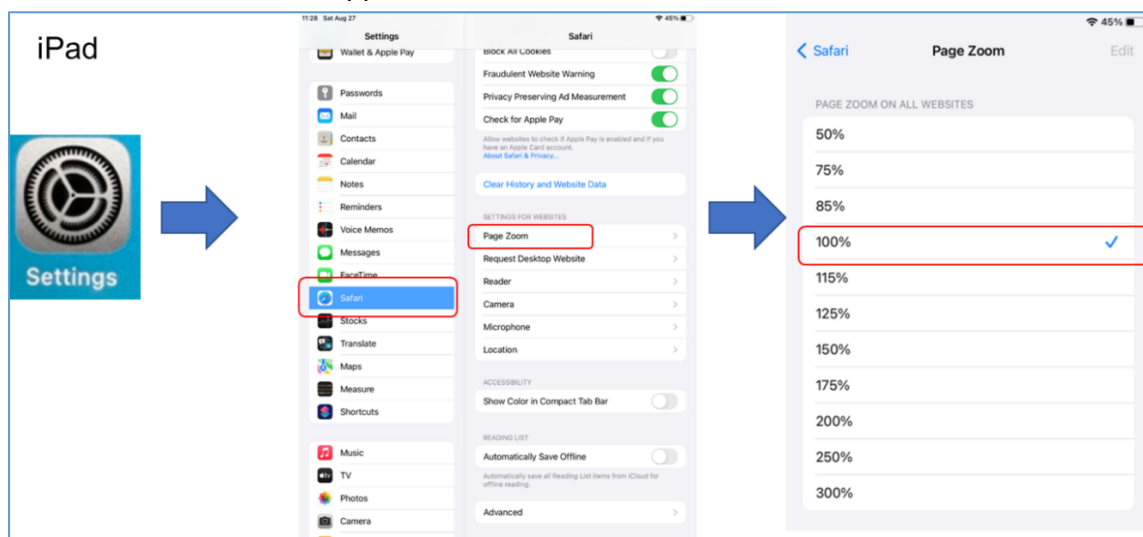 iPad
Settings
11:28 Sat Aug 27
45%
Settings
Wallet & Apple Pay
Passwords
Mail
Contacts
Calendar
Notes
Reminders
Voice Memos
Messages
FaceTime
Safari
Stocks
Translate
Maps
Measure
Shortcuts
Music
TV
Photos
Camera
Safari
Block All Cookies
Fraudulent Website Warning
Privacy Preserving Ad Measurement
Check for Apple Pay
Allow websites to check if Apple Pay is enabled and if you
have an Apple Card account.
About Safari & Privacy...
Clear History and Website Data
SETTINGS FOR WEBSITES
Page Zoom
Request Desktop Website
Reader
Camera
Microphone
Location
ACCESSIBILITY
Show Color in Compact Tab Bar
READING LIST
Automatically Save Offline
Automatically save all Reading List items from iCloud for
offline reading.
Advanced
45%
Safari
Page Zoom
Edit
PAGE ZOOM ON ALL WEBSITES
50%
75%
85%
100%
115%
125%
150%
175%
200%
250%
300%